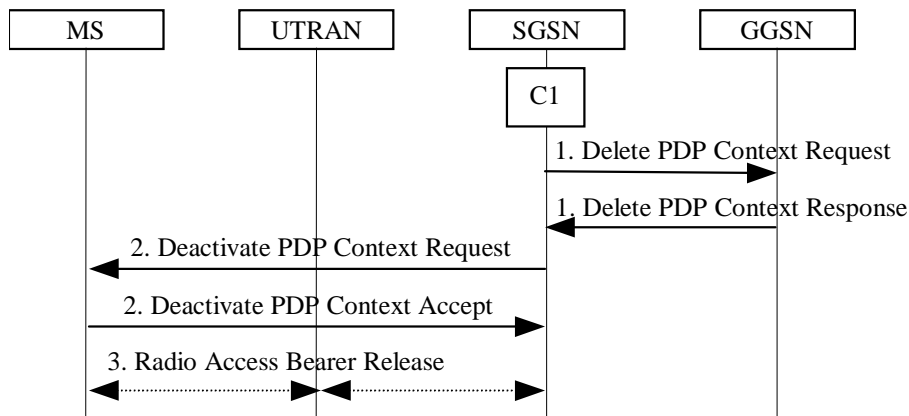 MS UTRAN SGSN GGSN
C1
1. Delete PDP Context Request
1. Delete PDP Context Response
2. Deactivate PDP Context Request
2. Deactivate PDP Context Accept
3. Radio Access Bearer Release